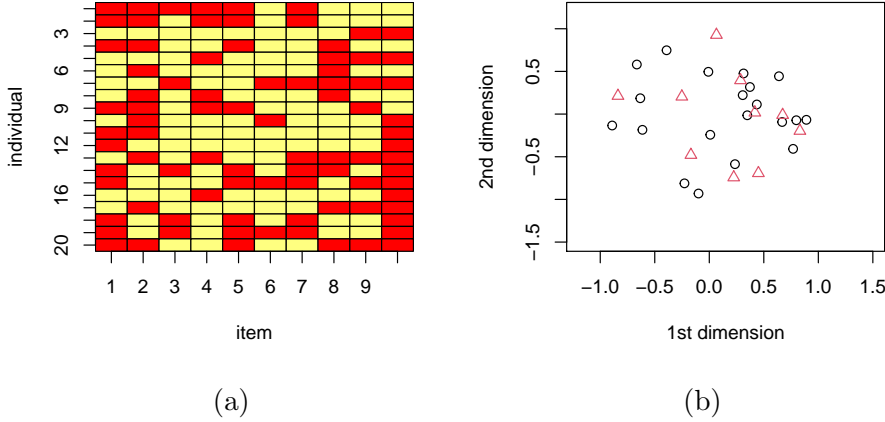 individual
3
6
9
12
16
20
1 2 3 4 5 6 7 8 9
item
(a)
2nd dimension
0.5
−0.5
−1.5
−1.0 −0.5 0.0 0.5 1.0 1.5
1st dimension
(b)